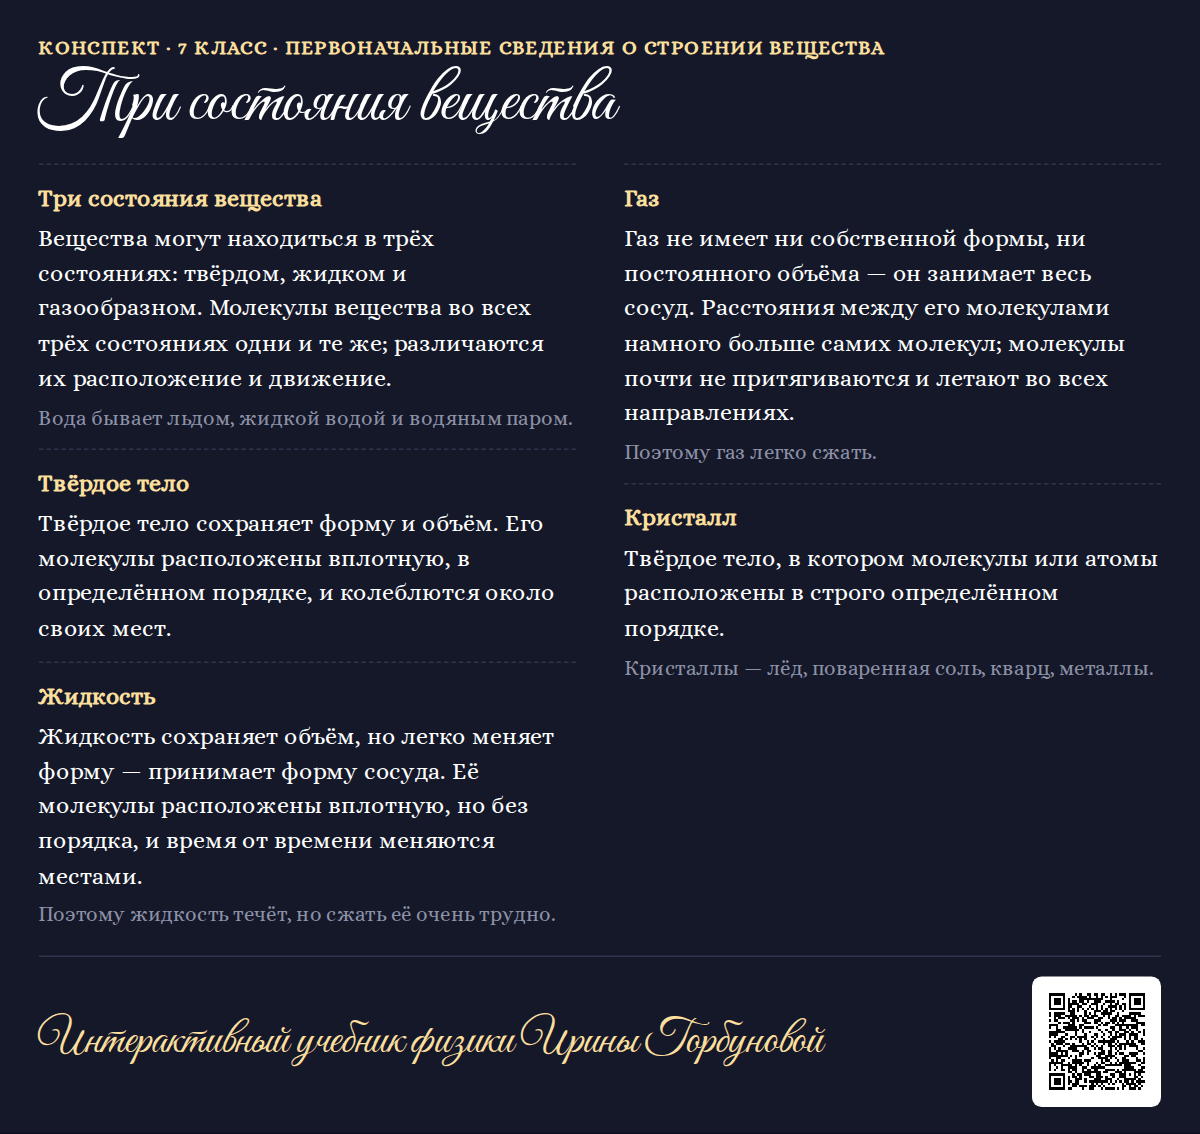 КОНСПЕКТ · 7 КЛАСС · ПЕРВОНАЧАЛЬНЫЕ СВЕДЕНИЯ О СТРОЕНИИ ВЕЩЕСТВА
Три состояния вещества
Три состояния вещества
Вещества могут находиться в трёх
состояниях: твёрдом, жидком и
газообразном. Молекулы вещества во всех
трёх состояниях одни и те же; различаются
их расположение и движение.
Вода бывает льдом, жидкой водой и водяным паром.
Твёрдое тело
Твёрдое тело сохраняет форму и объём. Его
молекулы расположены вплотную, в
определённом порядке, и колеблются около
своих мест.
Жидкость
Жидкость сохраняет объём, но легко меняет
форму — принимает форму сосуда. Её
молекулы расположены вплотную, но без
порядка, и время от времени меняются
местами.
Поэтому жидкость течёт, но сжать её очень трудно.
Газ
Газ не имеет ни собственной формы, ни
постоянного объёма — он занимает весь
сосуд. Расстояния между его молекулами
намного больше самих молекул; молекулы
почти не притягиваются и летают во всех
направлениях.
Поэтому газ легко сжать.
Кристалл
Твёрдое тело, в котором молекулы или атомы
расположены в строго определённом
порядке.
Кристаллы — лёд, поваренная соль, кварц, металлы.
Интерактивный учебник физики Ирины Горбуновой